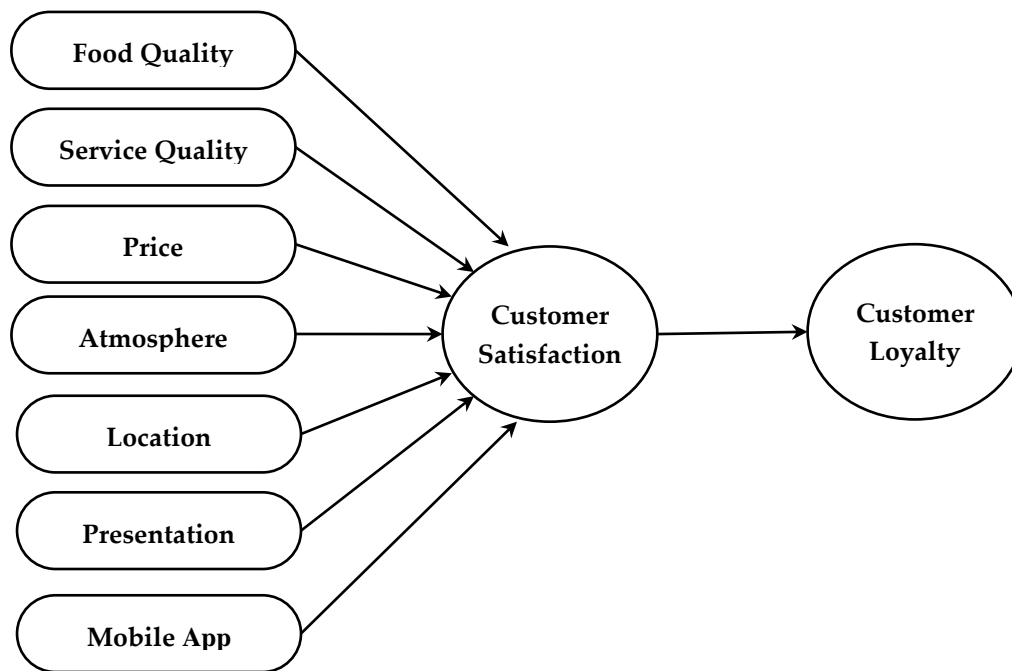 Food Quality
Service Quality
Price
Atmosphere
Location
Presentation
Mobile App
Customer
Satisfaction
Customer
Loyalty